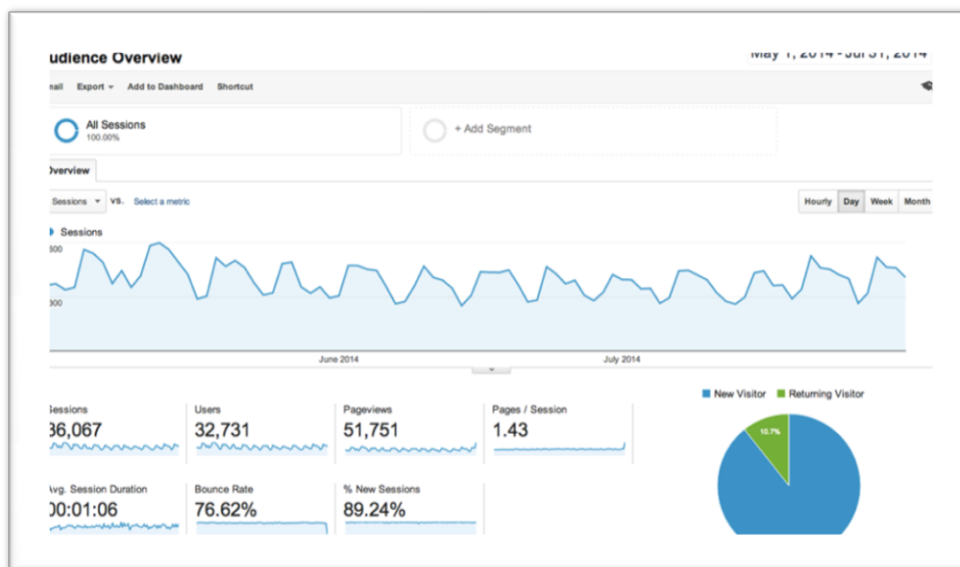 udience Overview
May 1, 2014 - Jul 31, 2014
nail Export Add to Dashboard Shortcut
All Sessions
100.00%
+ Add Segment
Overview
Sessions vs. Select a metric
Hourly Day Week Month
Sessions
600
300
June 2014 July 2014
New Visitor Returning Visitor
Sessions Users Pageviews Pages / Session
36,067 32,731 51,751 1.43
10.7%
Avg. Session Duration Bounce Rate % New Sessions
00:01:06 76.62% 89.24%